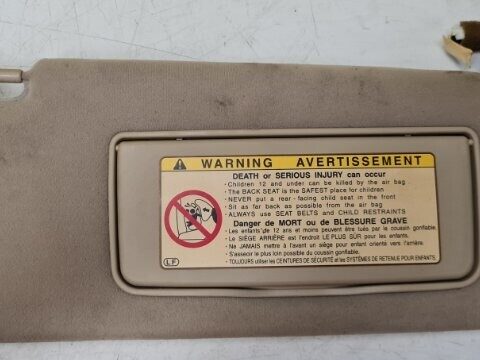 WARNING AVERTISSEMENT
DEATH or SERIOUS INJURY can occur
· Children 12 and under can be killed by the air bag
· The BACK SEAT is the SAFEST place for children
· NEVER put a rear-facing child seat in the front
· Sit as far back as possible from the air bag
· ALWAYS use SEAT BELTS and CHILD RESTRAINTS
Danger de MORT ou de BLESSURE GRAVE
· Les enfants de 12 ans et moins peuvent être tués par le coussin gonflable.
· Le SIÈGE ARRIÈRE est l'endroit LE PLUS SÛR pour les enfants.
· Ne JAMAIS mettre à l'avant un siège pour enfant orienté vers l'arrière.
· S'asseoir le plus loin possible du coussin gonflable.
· TOUJOURS utiliser les CEINTURES DE SÉCURITÉ et les SYSTÈMES DE RETENUE POUR ENFANTS.
LF